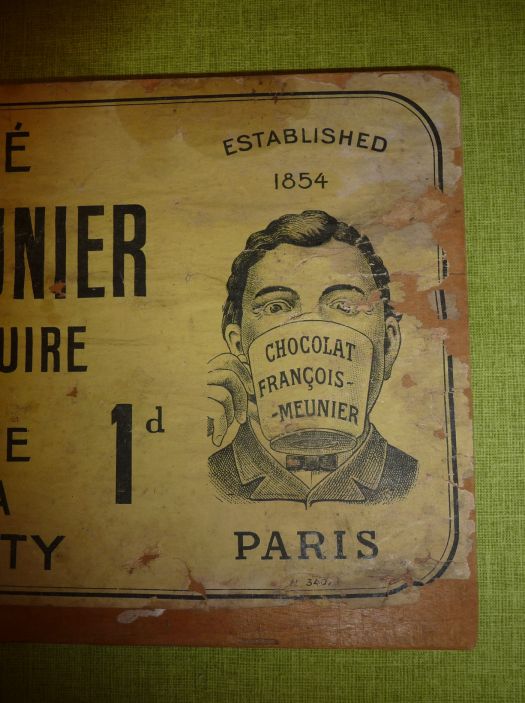 É
UNIER
UIRE
E
1d
A
TY
ESTABLISHED
1854
CHOCOLAT
FRANÇOIS-
-MEUNIER
PARIS